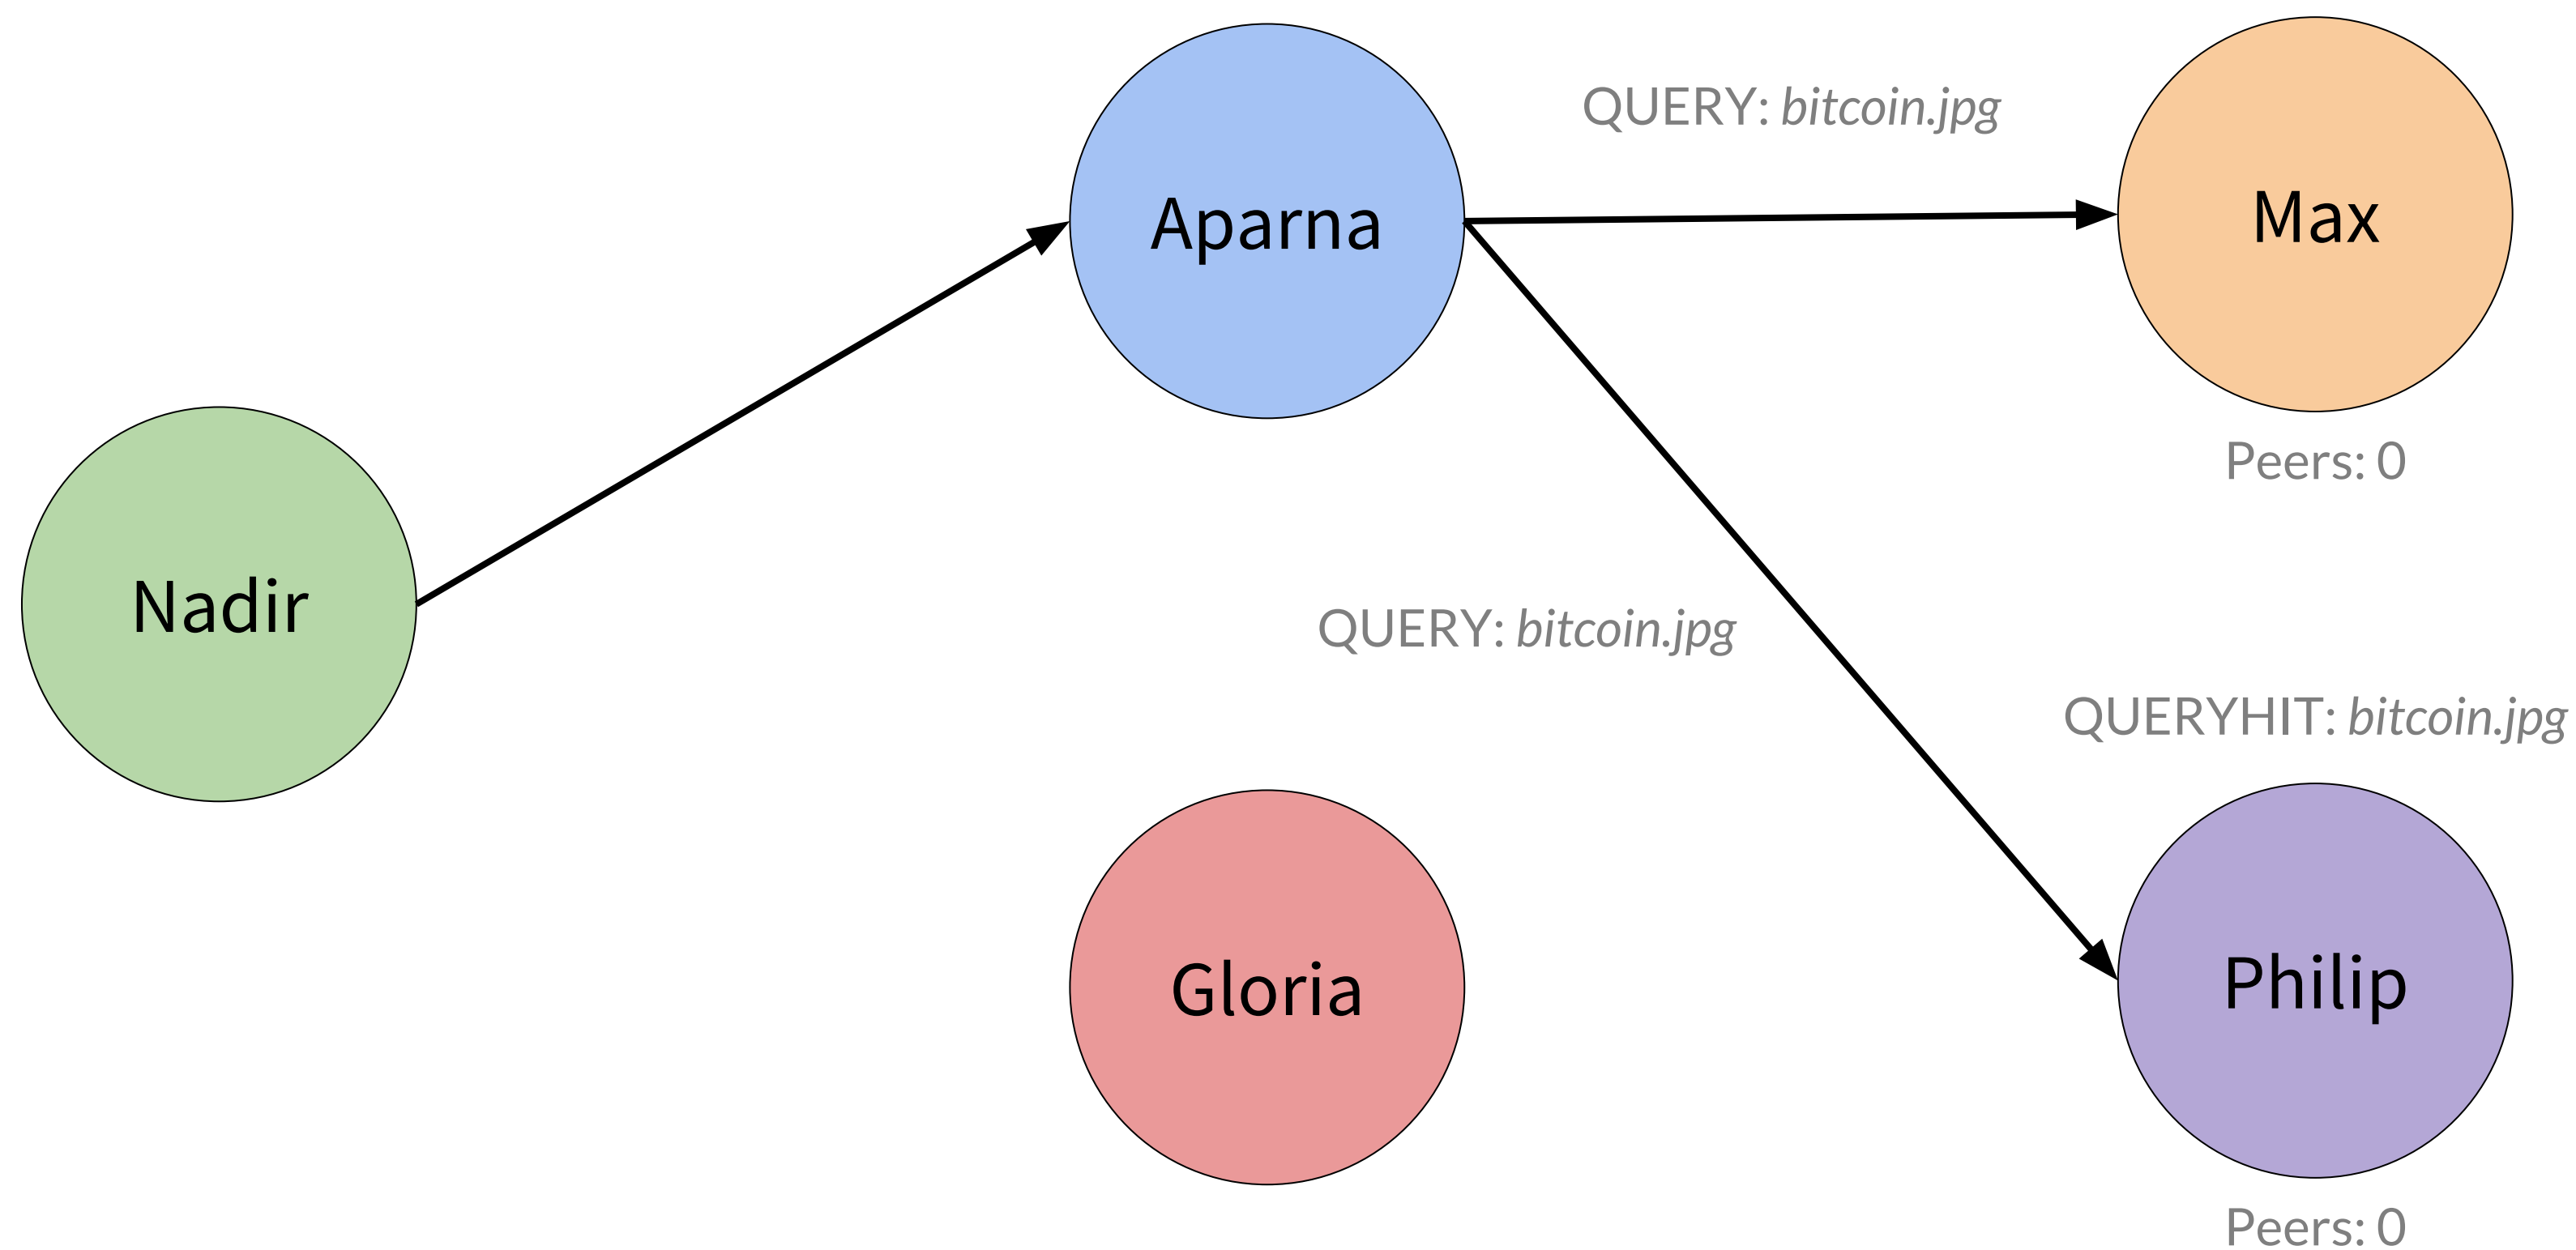 QUERY: bitcoin.jpg
Aparna
Max
Peers: 0
Nadir
QUERY: bitcoin.jpg
QUERYHIT: bitcoin.jpg
Gloria
Philip
Peers: 0